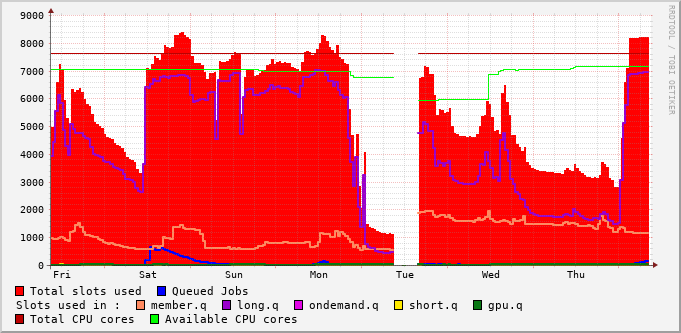 RRDTOOL / TOBI OETIKER
9000
8000
7000
6000
5000
4000
3000
2000
1000
0
Fri Sat Sun Mon Tue Wed Thu
Total slots used Queued Jobs
Slots used in : member.q long.q ondemand.q short.q gpu.q
Total CPU cores Available CPU cores